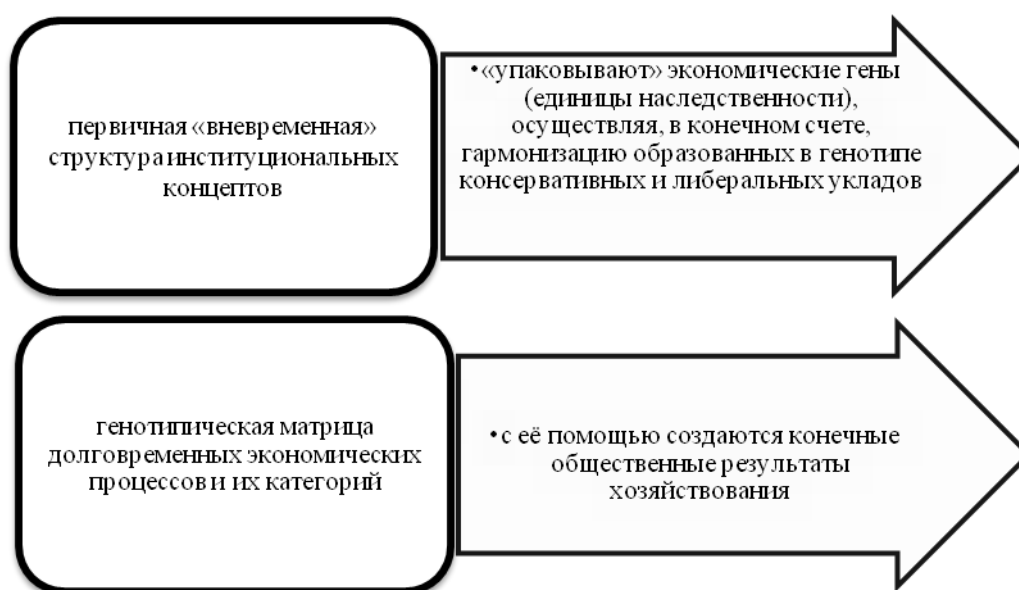 первичная «вневременная»
структура институциональных
концептов
•«упаковывают» экономические гены
(единицы наследственности),
осуществляя, в конечном счете,
гармонизацию образованных в генотипе
консервативных и либеральных укладов
генотипическая матрица
долговременных экономических
процессов и их категорий
•с её помощью создаются конечные
общественные результаты
хозяйствования